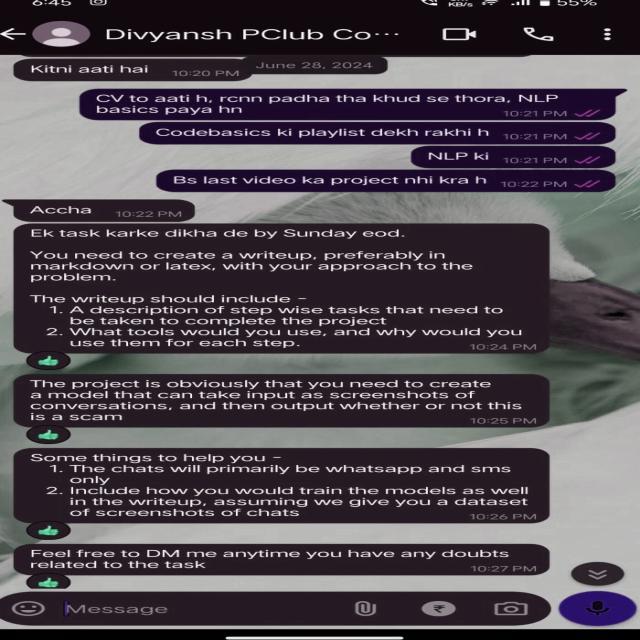 6:45
KB/s
55%
Divyansh PClub Co···
Kitni aati hai 10:20 PM
June 28, 2024
CV to aati h, rcnn padha tha khud se thora, NLP
basics paya hn 10:21 PM
Codebasics ki playlist dekh rakhi h 10:21 PM
NLP ki 10:21 PM
Bs last video ka project nhi kra h 10:22 PM
Accha 10:22 PM
Ek task karke dikha de by Sunday eod.
You need to create a writeup, preferably in
markdown or latex, with your approach to the
problem.
The writeup should include -
1. A description of step wise tasks that need to
be taken to complete the project
2. What tools would you use, and why would you
use them for each step. 10:24 PM
The project is obviously that you need to create
a model that can take input as screenshots of
conversations, and then output whether or not this
is a scam 10:25 PM
Some things to help you -
1. The chats will primarily be whatsapp and sms
only
2. Include how you would train the models as well
in the writeup, assuming we give you a dataset
of screenshots of chats 10:26 PM
Feel free to DM me anytime you have any doubts
related to the task 10:27 PM
Message